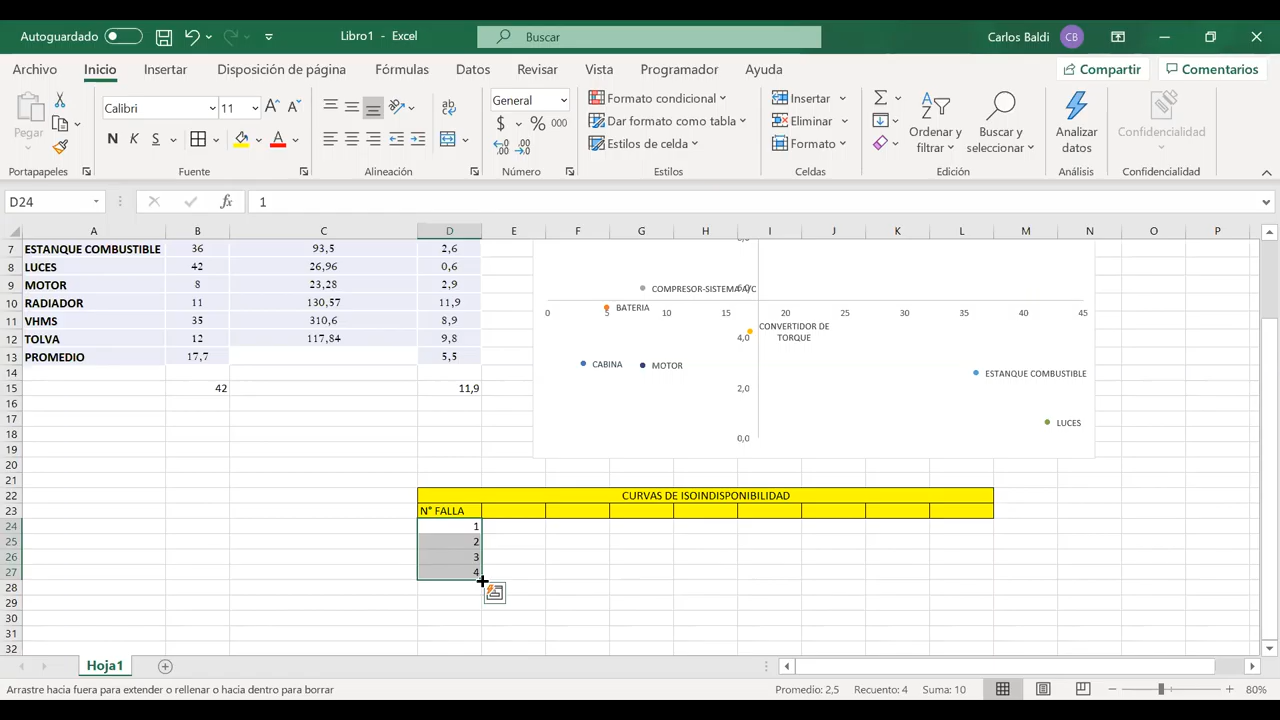 Autoguardado Libro1 - Excel Buscar Carlos Baldi CB
Archivo Inicio Insertar Disposición de página Fórmulas Datos Revisar Vista Programador Ayuda Compartir Comentarios
Pegar Calibri 11 General Formato condicional Insertar Ordenar y filtrar Buscar y seleccionar Analizar datos Confidencialidad
N K S $ % 000 Dar formato como tabla Eliminar
Estilos de celda Formato
Portapapeles Fuente Alineación Número Estilos Celdas Edición Análisis Confidencialidad
D24 fx 1
A B C D E F G H I J K L M N O P
7 ESTANQUE COMBUSTIBLE 36 93,5 2,6
8 LUCES 42 26,96 0,6
9 MOTOR 8 23,28 2,9
10 RADIADOR 11 130,57 11,9
11 VHMS 35 310,6 8,9
12 TOLVA 12 117,84 9,8
13 PROMEDIO 17,7 5,5
14
15 42 11,9
16
17
18
19
20
21
22 CURVAS DE ISOINDISPONIBILIDAD
23 N° FALLA
24 1
25 2
26 3
27 4
28
29
30
31
32
COMPRESOR-SISTEMA A/C
BATERIA
0 5 10 15 20 25 30 35 40 45
CONVERTIDOR DE
TORQUE
4,0
CABINA MOTOR
ESTANQUE COMBUSTIBLE
2,0
LUCES
0,0
Hoja1
Arrastre hacia fuera para extender o rellenar o hacia dentro para borrar Promedio: 2,5 Recuento: 4 Suma: 10 80%